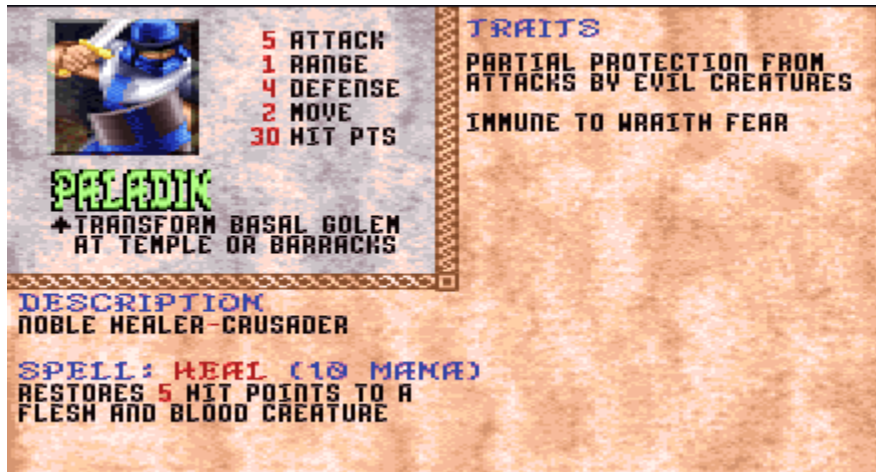 5 ATTACK
1 RANGE
4 DEFENSE
2 MOVE
30 HIT PTS
PALADIN
TRANSFORM BASAL GOLEM
AT TEMPLE OR BARRACKS
TRAITS
PARTIAL PROTECTION FROM
ATTACKS BY EVIL CREATURES
IMMUNE TO WRAITH FEAR
DESCRIPTION
NOBLE HEALER-CRUSADER
SPELL: HEAL (10 MANA)
RESTORES 5 HIT POINTS TO A
FLESH AND BLOOD CREATURE